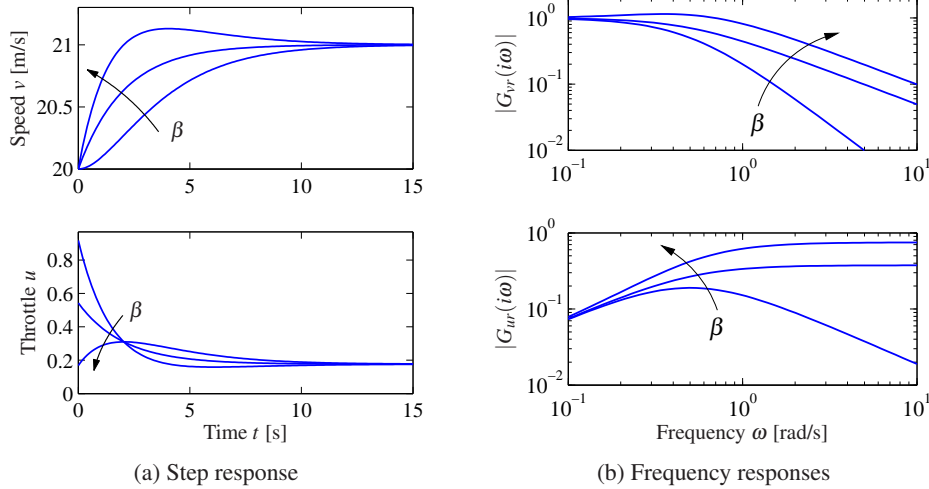 Speed v [m/s]
21
20.5
20
0
5
10
15
β
Throttle u
0.8
0.6
0.4
0.2
0
0
5
10
15
β
Time t [s]
(a) Step response
|G_vr(iω)|
10^0
10^-1
10^-2
10^-1
10^0
10^1
β
|G_ur(iω)|
10^0
10^-1
10^-2
10^-1
10^0
10^1
β
Frequency ω [rad/s]
(b) Frequency responses